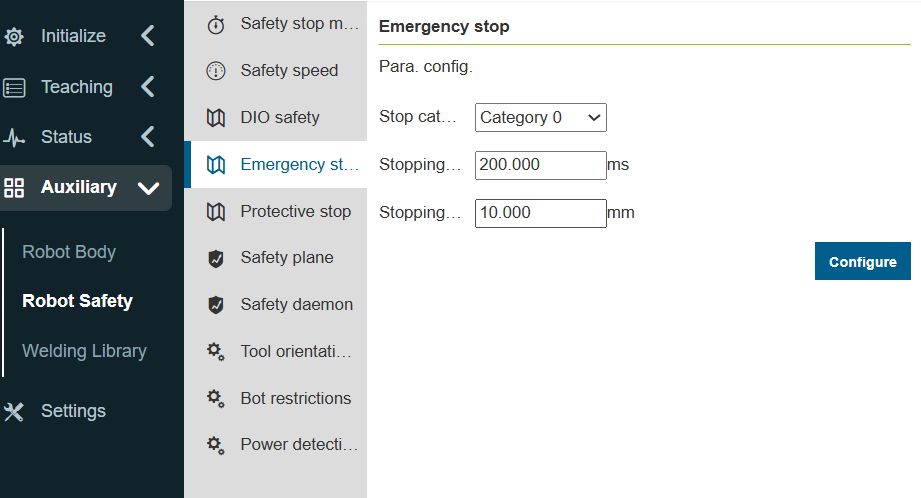 Initialize
Teaching
Status
Auxiliary
Robot Body
Robot Safety
Welding Library
Settings
Safety stop m...
Safety speed
DIO safety
Emergency st...
Protective stop
Safety plane
Safety daemon
Tool orientati...
Bot restrictions
Power detecti...
Emergency stop
Para. config.
Stop cat... Category 0
Stopping... 200.000 ms
Stopping... 10.000 mm
Configure